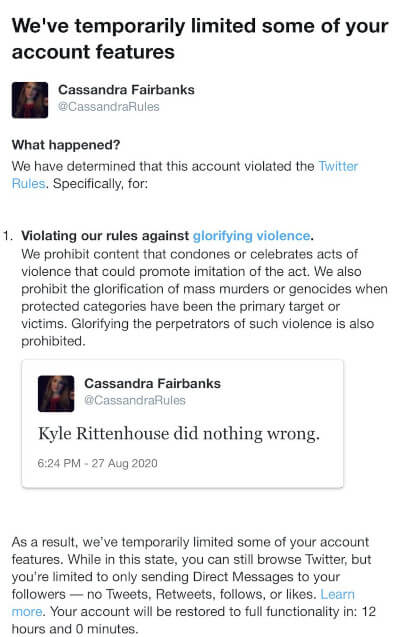 We've temporarily limited some of your
account features
Cassandra Fairbanks
@CassandraRules
What happened?
We have determined that this account violated the Twitter
Rules. Specifically, for:
1. Violating our rules against glorifying violence.
We prohibit content that condones or celebrates acts of
violence that could promote imitation of the act. We also
prohibit the glorification of mass murders or genocides when
protected categories have been the primary target or
victims. Glorifying the perpetrators of such violence is also
prohibited.
Cassandra Fairbanks
@CassandraRules
Kyle Rittenhouse did nothing wrong.
6:24 PM - 27 Aug 2020
As a result, we've temporarily limited some of your account
features. While in this state, you can still browse Twitter, but
you're limited to only sending Direct Messages to your
followers — no Tweets, Retweets, follows, or likes. Learn
more. Your account will be restored to full functionality in: 12
hours and 0 minutes.